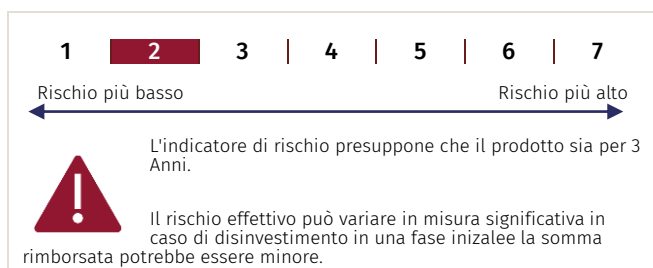 1 2 3 4 5 6 7
Rischio più basso Rischio più alto
L'indicatore di rischio presuppone che il prodotto sia per 3
Anni.
Il rischio effettivo può variare in misura significativa in
caso di disinvestimento in una fase inizalee la somma
rimborsata potrebbe essere minore.